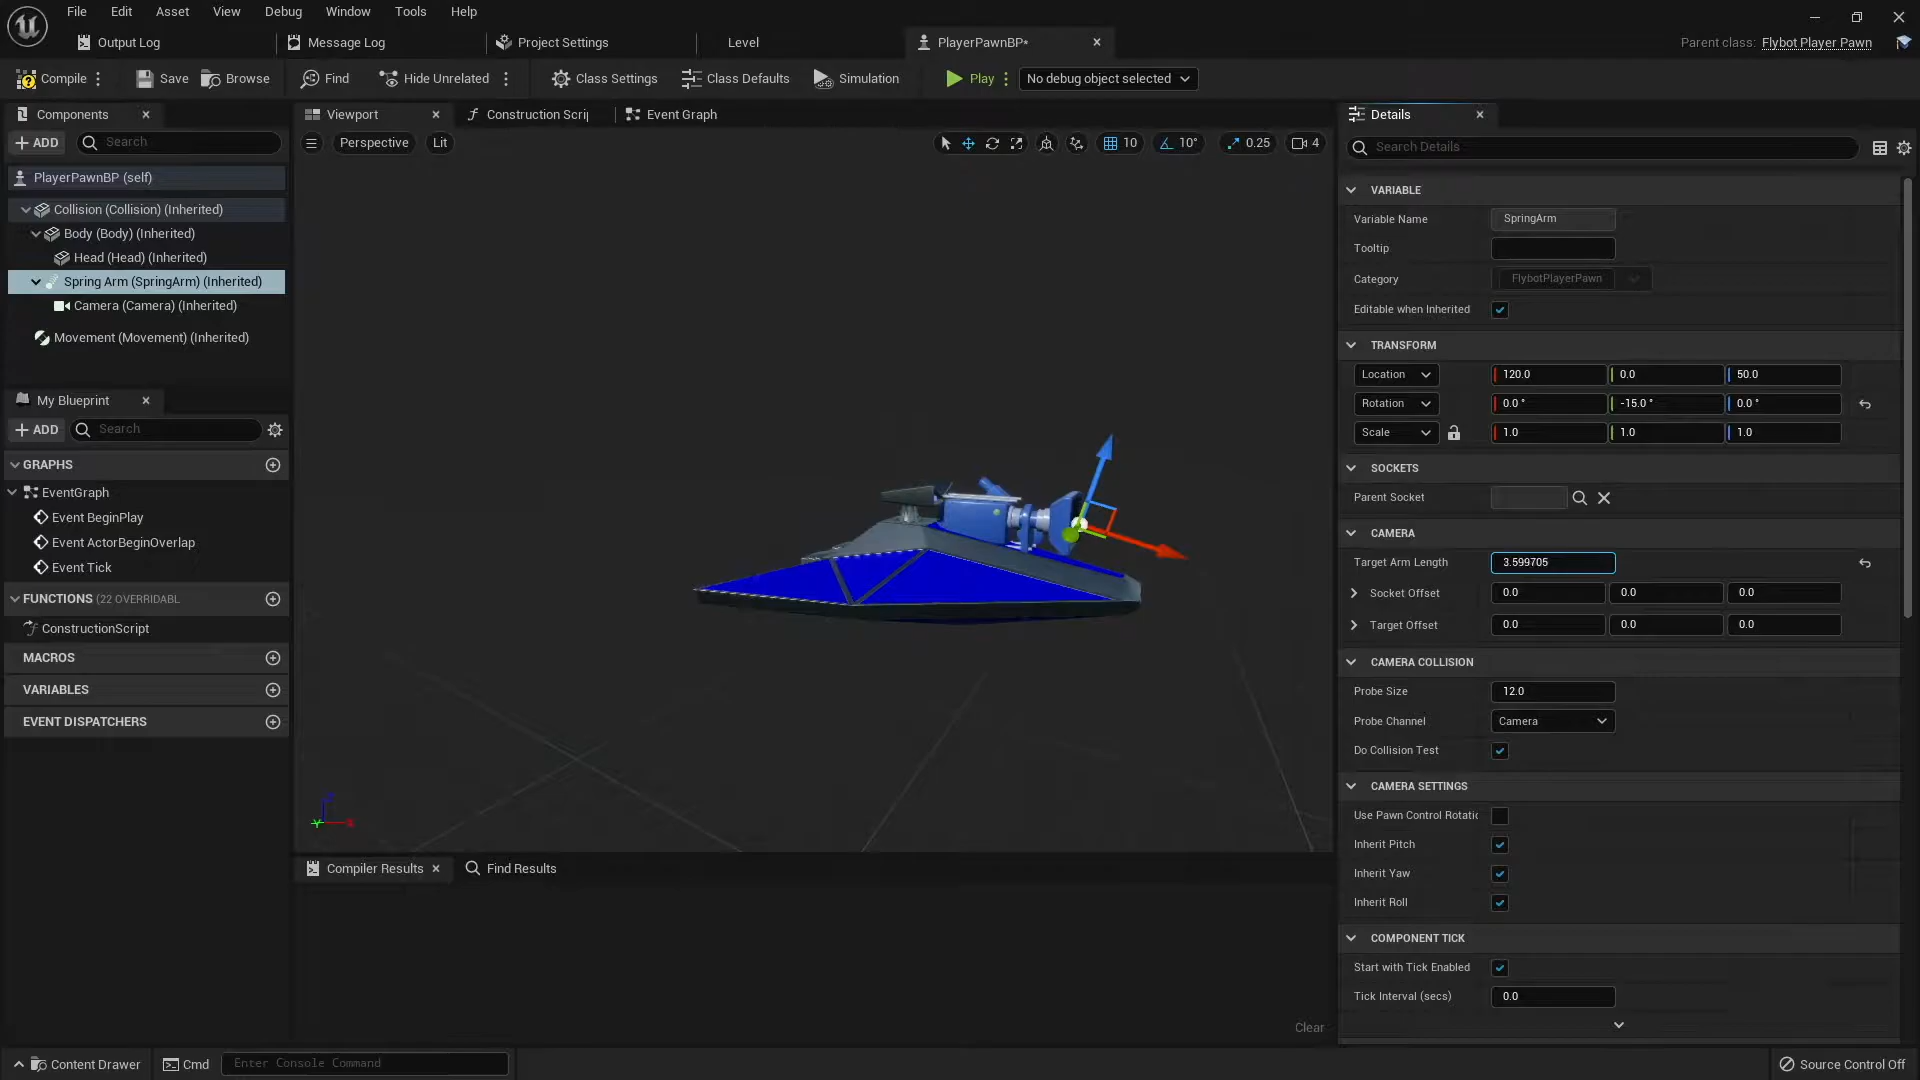 File Edit Asset View Debug Window Tools Help
Output Log Message Log Project Settings Level PlayerPawnBP* Parent class: Flybot Player Pawn
Compile Save Browse Find Hide Unrelated Class Settings Class Defaults Simulation Play No debug object selected
Components
ADD Search
PlayerPawnBP (self)
Collision (Collision) (Inherited)
Body (Body) (Inherited)
Head (Head) (Inherited)
Spring Arm (SpringArm) (Inherited)
Camera (Camera) (Inherited)
Movement (Movement) (Inherited)
My Blueprint
ADD Search
GRAPHS
EventGraph
Event BeginPlay
Event ActorBeginOverlap
Event Tick
FUNCTIONS (22 OVERRIDABL
ConstructionScript
MACROS
VARIABLES
EVENT DISPATCHERS
Viewport Construction Scrip Event Graph
Perspective Lit 10 10° 0.25 4
Compiler Results Find Results
Clear
Details
Search Details
VARIABLE
Variable Name SpringArm
Tooltip
Category FlybotPlayerPawn
Editable when Inherited
TRANSFORM
Location 120.0 0.0 50.0
Rotation 0.0 ° -15.0 ° 0.0 °
Scale 1.0 1.0 1.0
SOCKETS
Parent Socket
CAMERA
Target Arm Length 3.599705
Socket Offset 0.0 0.0 0.0
Target Offset 0.0 0.0 0.0
CAMERA COLLISION
Probe Size 12.0
Probe Channel Camera
Do Collision Test
CAMERA SETTINGS
Use Pawn Control Rotatic
Inherit Pitch
Inherit Yaw
Inherit Roll
COMPONENT TICK
Start with Tick Enabled
Tick Interval (secs) 0.0
Content Drawer Cmd Enter Console Command Source Control Off